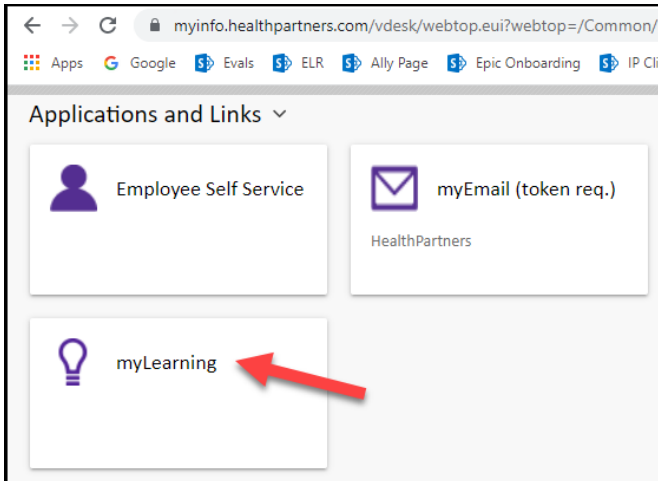 myinfo.healthpartners.com/vdesk/webtop.eui?webtop=/Common/
Apps Google Evals ELR Ally Page Epic Onboarding IP Cli
Applications and Links
Employee Self Service
myEmail (token req.)
HealthPartners
myLearning